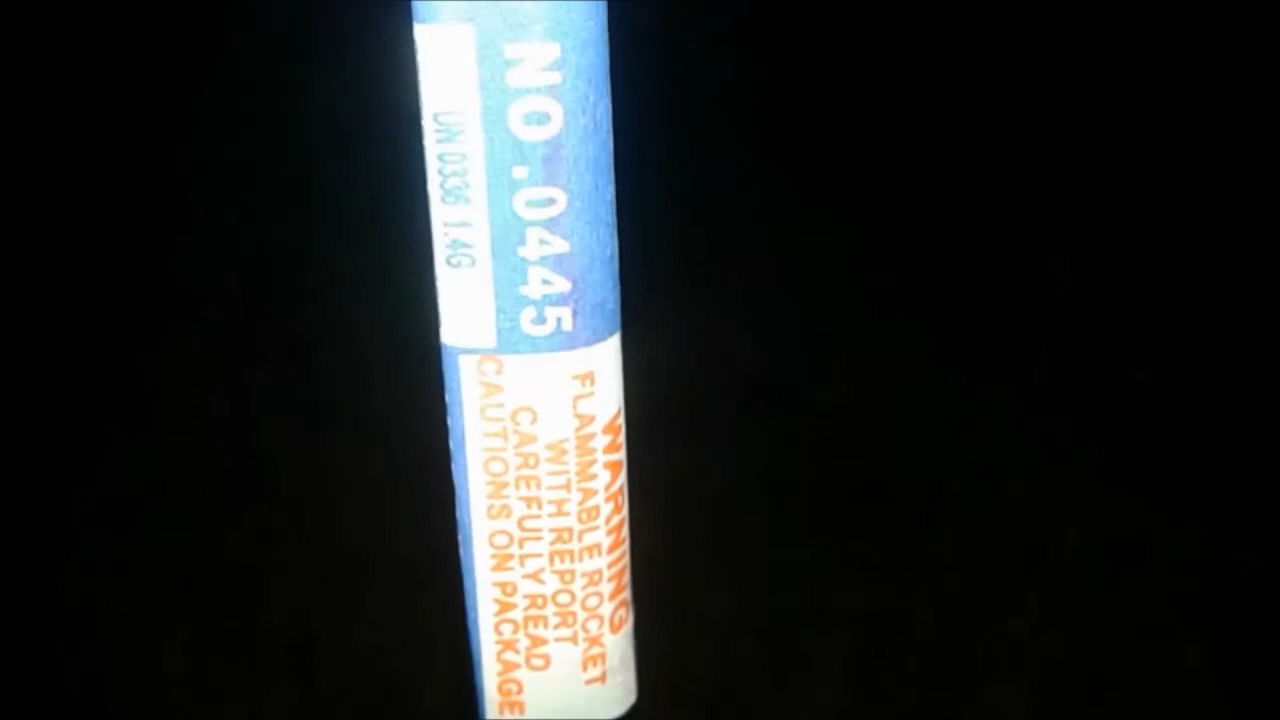 NO.0445
UN 0336 1.4G
WARNING
FLAMMABLE ROCKET
WITH REPORT
CAREFULLY READ
CAUTIONS ON PACKAGE